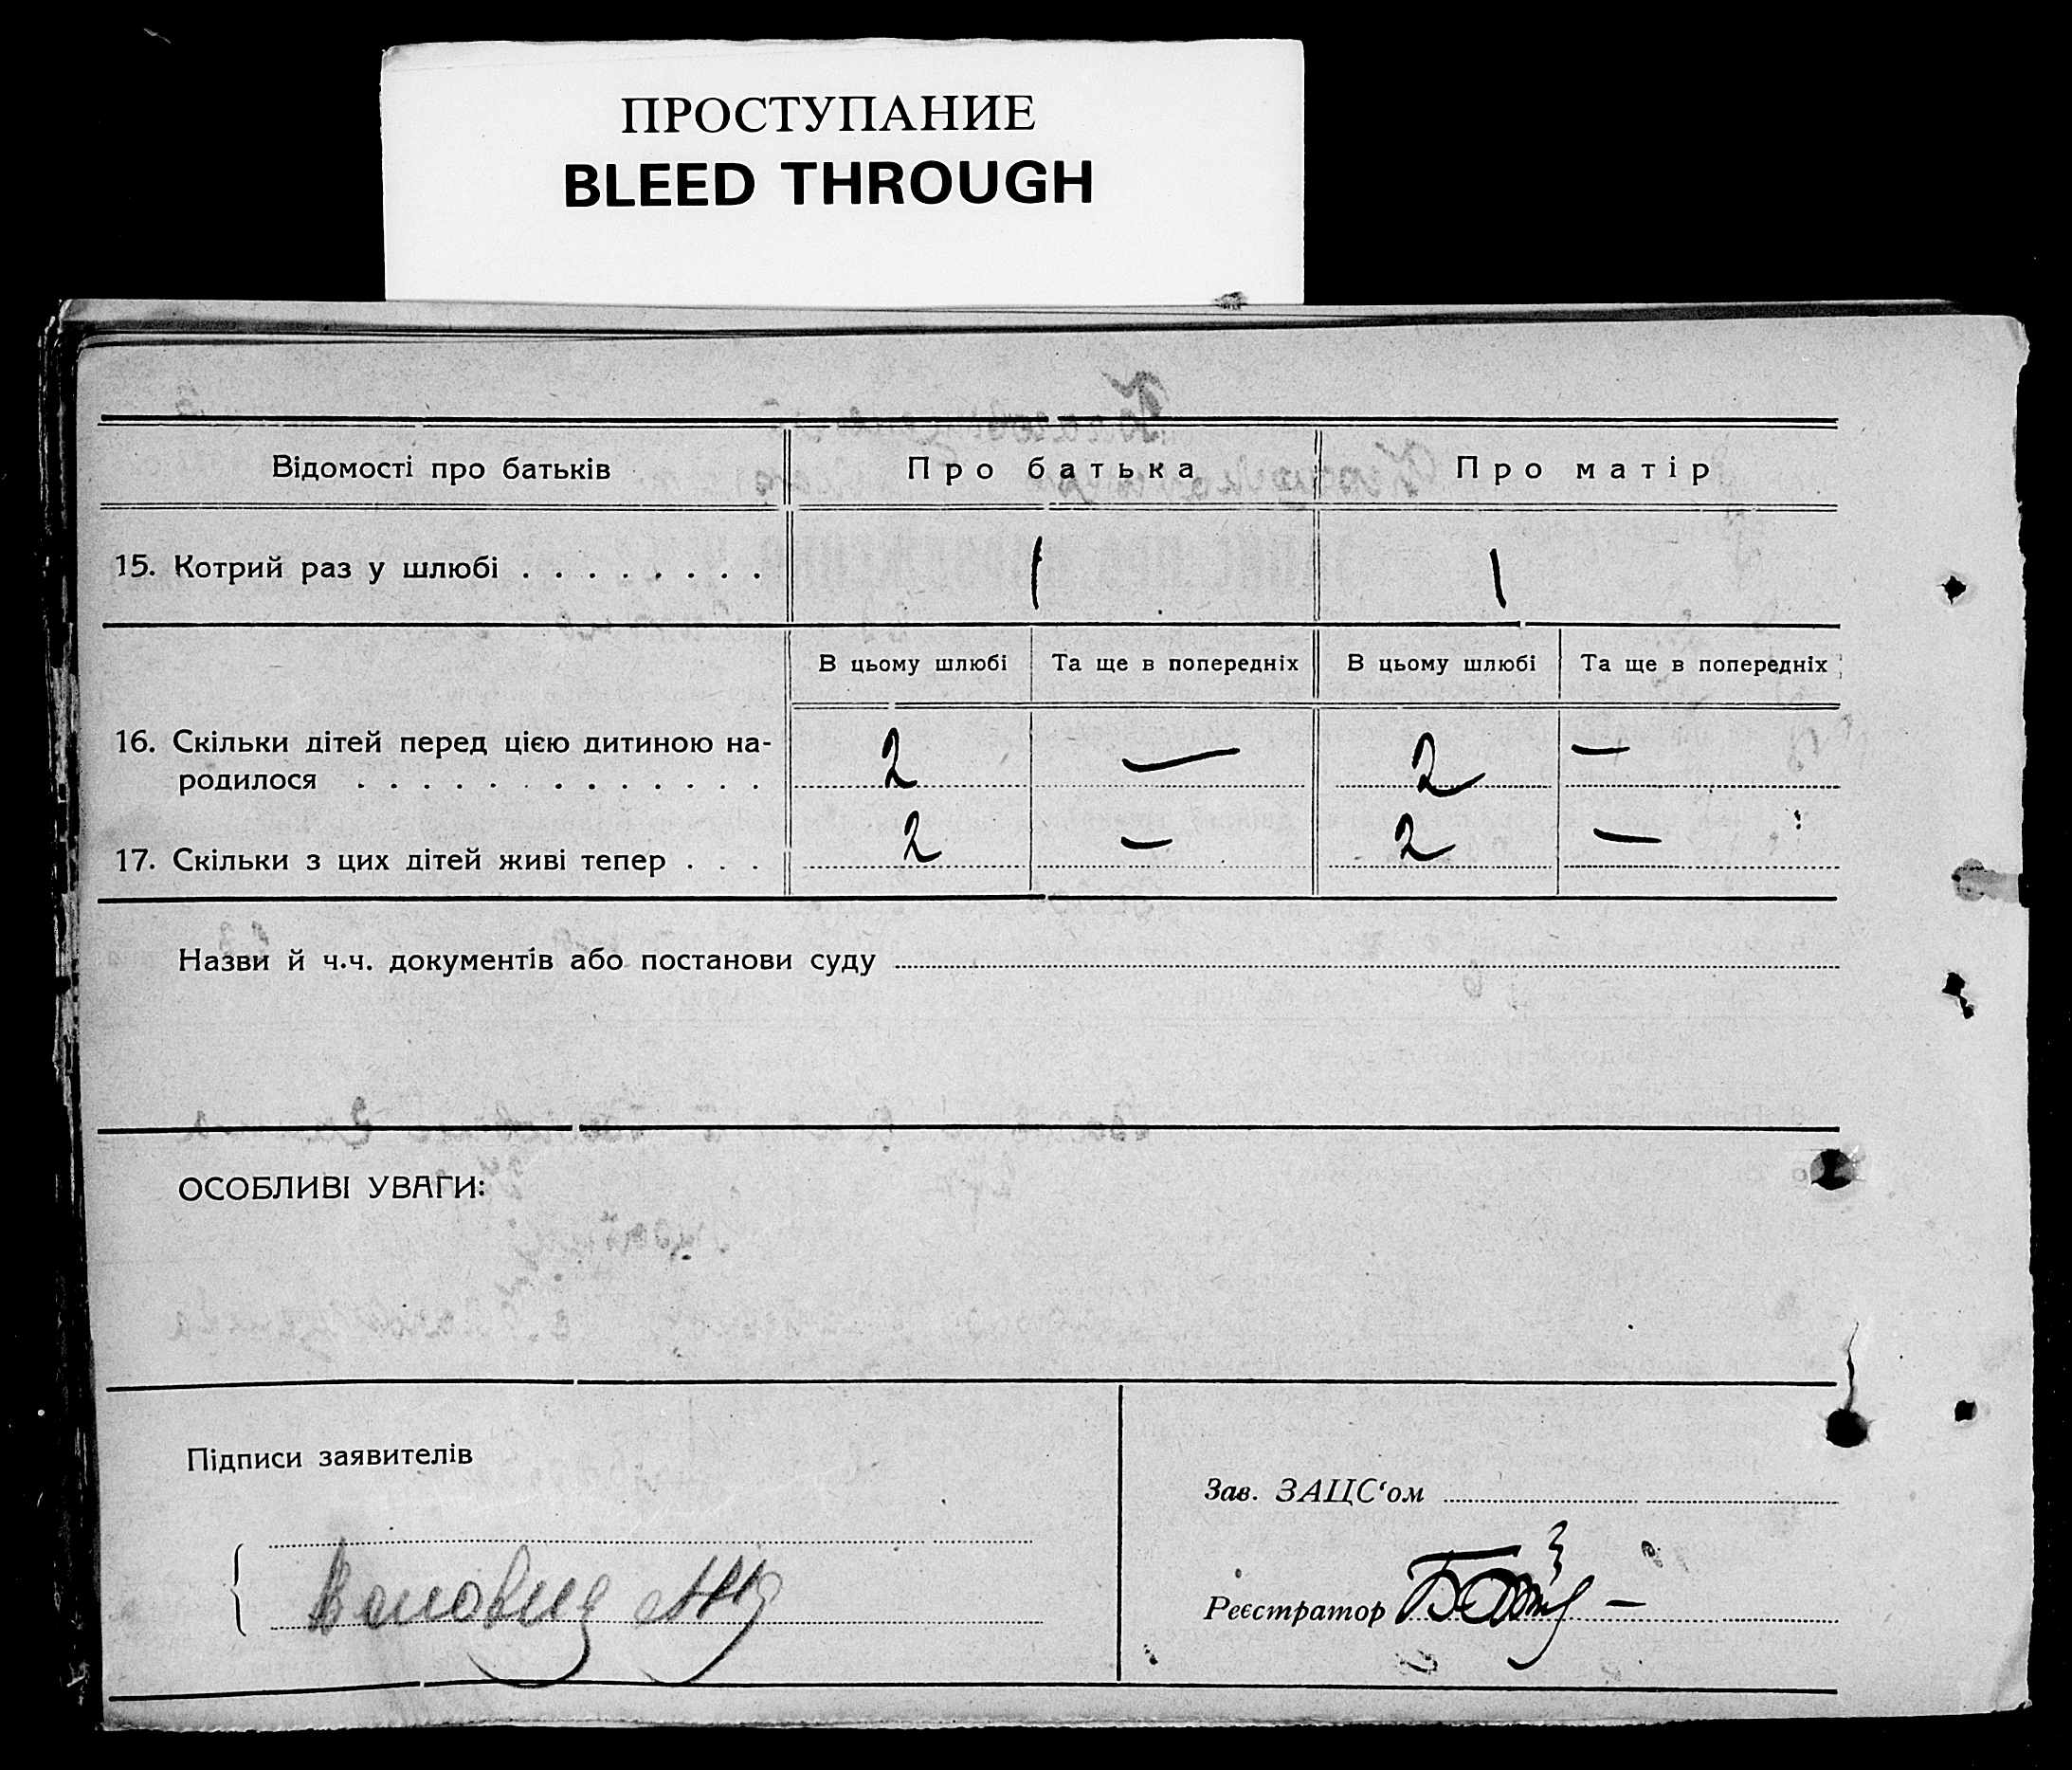 ПРОСТУПАНИЕ
BLEED THROUGH
Відомості про батьків Про батька Про матір
15. Котрий раз у шлюбі . . . . . . . . 1 1
В цьому шлюбі Та ще в попередніх В цьому шлюбі Та ще в попередніх
16. Скільки дітей перед цією дитиною на-
родилося . . . . . . . . . . . . . 2 — 2 —
17. Скільки з цих дітей живі тепер . . . 2 — 2 —
Назви й ч.ч. документів або постанови суду
ОСОБЛИВІ УВАГИ:
Підписи заявителів
Зав. ЗАЦС‘ом
Реєстратор